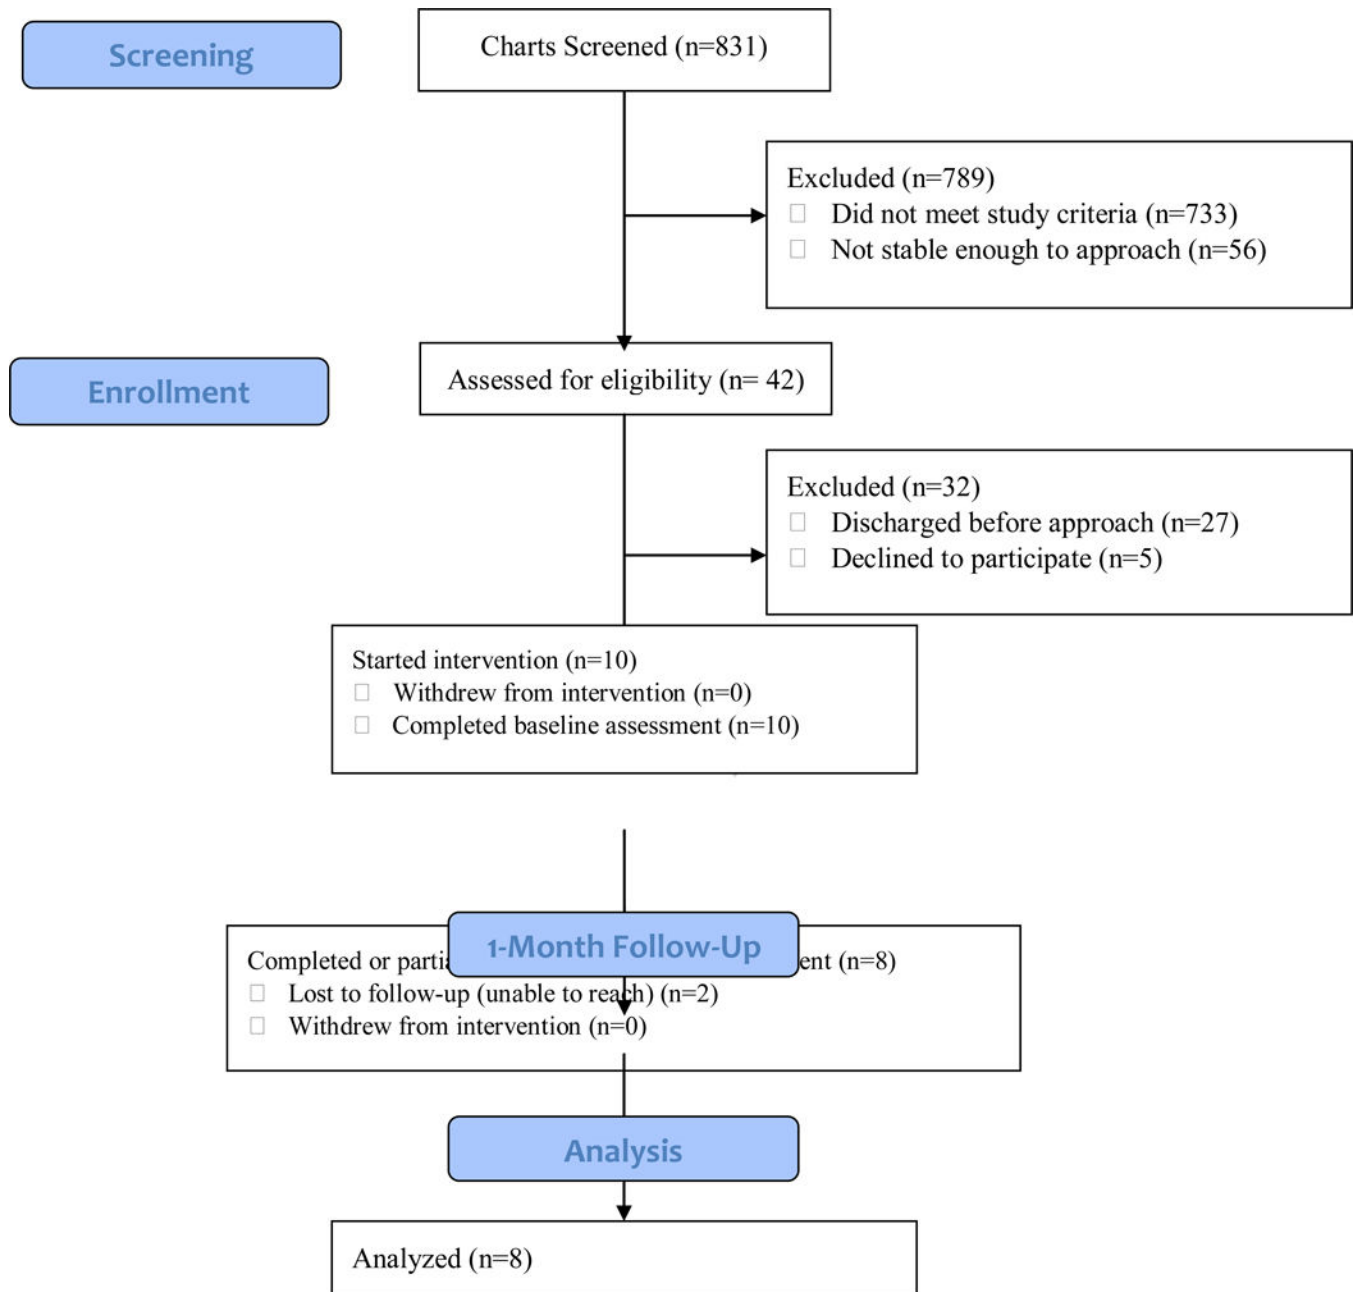 Screening
Charts Screened (n=831)
Excluded (n=789)
Did not meet study criteria (n=733)
Not stable enough to approach (n=56)
Enrollment
Assessed for eligibility (n= 42)
Excluded (n=32)
Discharged before approach (n=27)
Declined to participate (n=5)
Started intervention (n=10)
Withdrew from intervention (n=0)
Completed baseline assessment (n=10)
1-Month Follow-Up
Completed or (n=8)
Lost to follow-up (unable to reach) (n=2)
Withdrew from intervention (n=0)
Analysis
Analyzed (n=8)